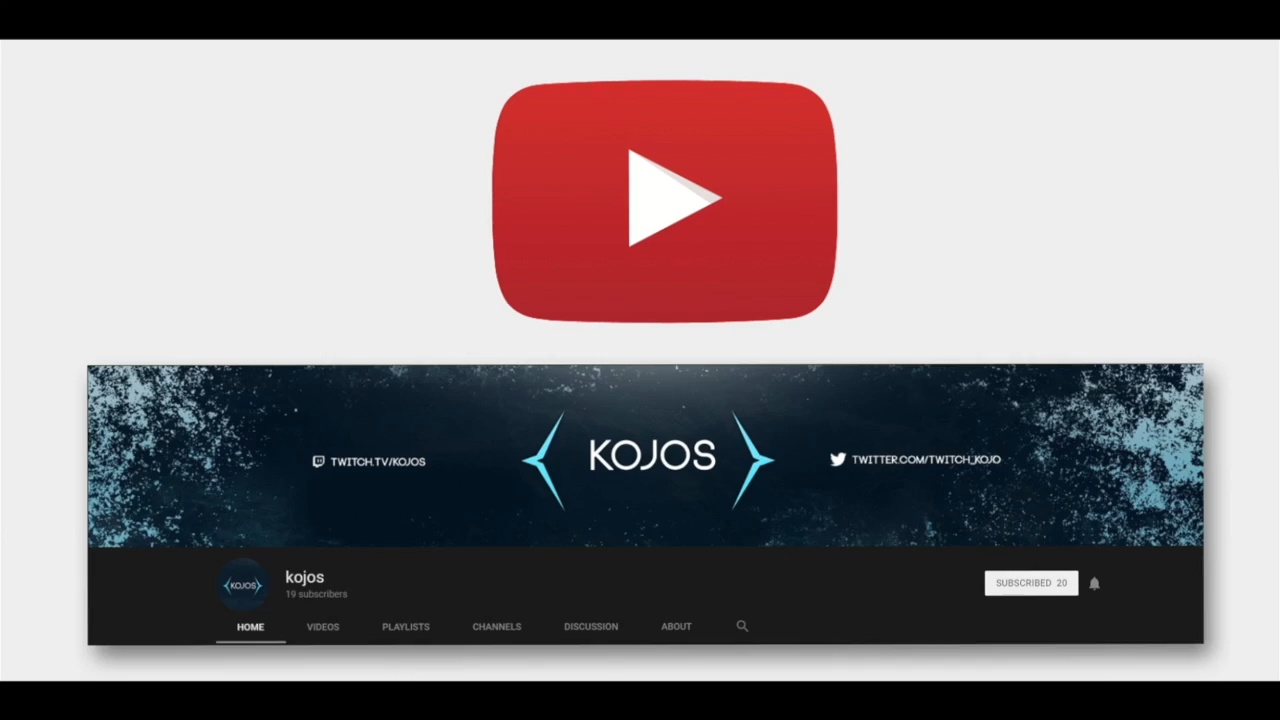 TWITCH.TV/KOJOS
KOJOS
TWITTER.COM/TWITCH_KOJO
KOJOS
kojos
19 subscribers
SUBSCRIBED 20
HOME VIDEOS PLAYLISTS CHANNELS DISCUSSION ABOUT